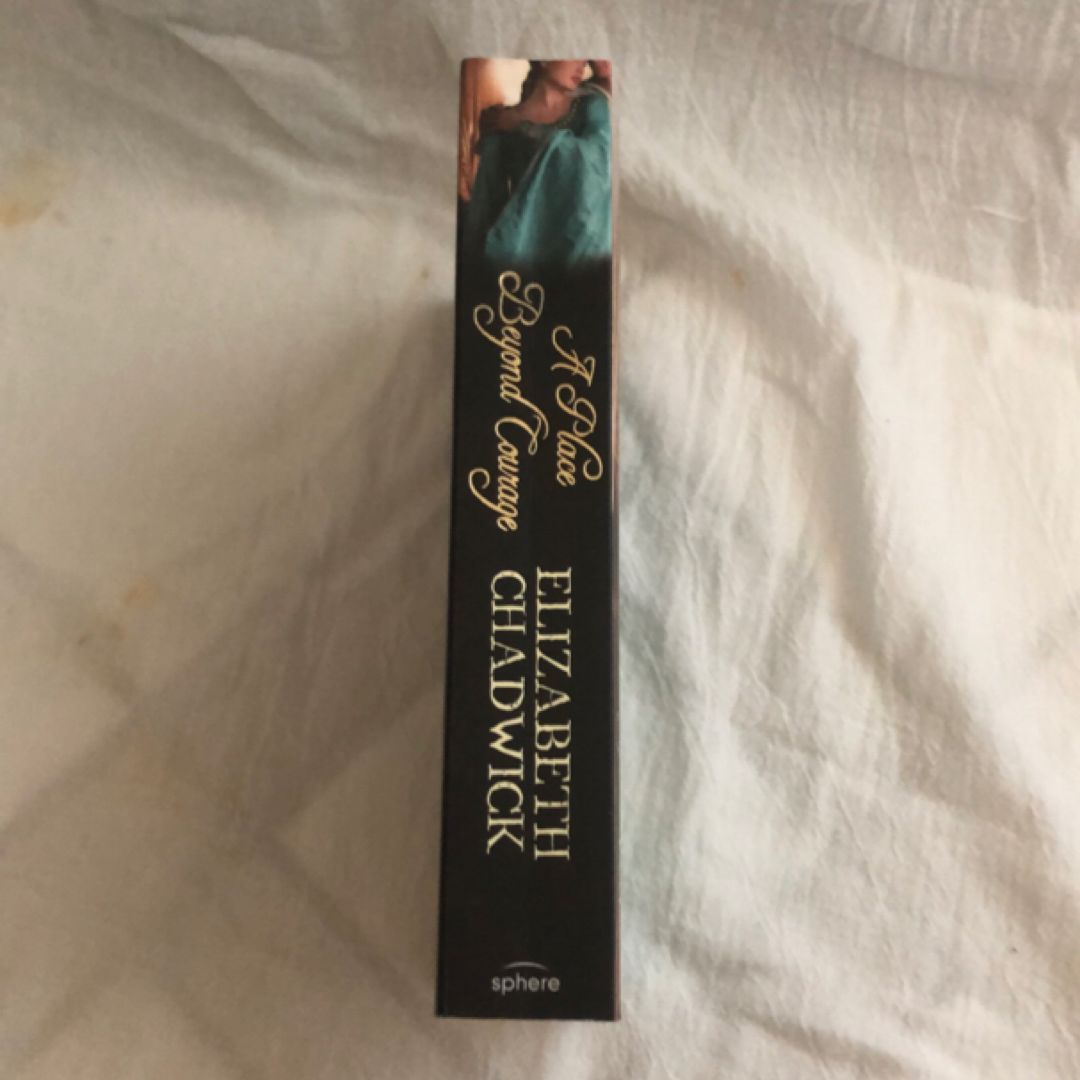 A Place
Beyond Courage
ELIZABETH
CHADWICK
sphere